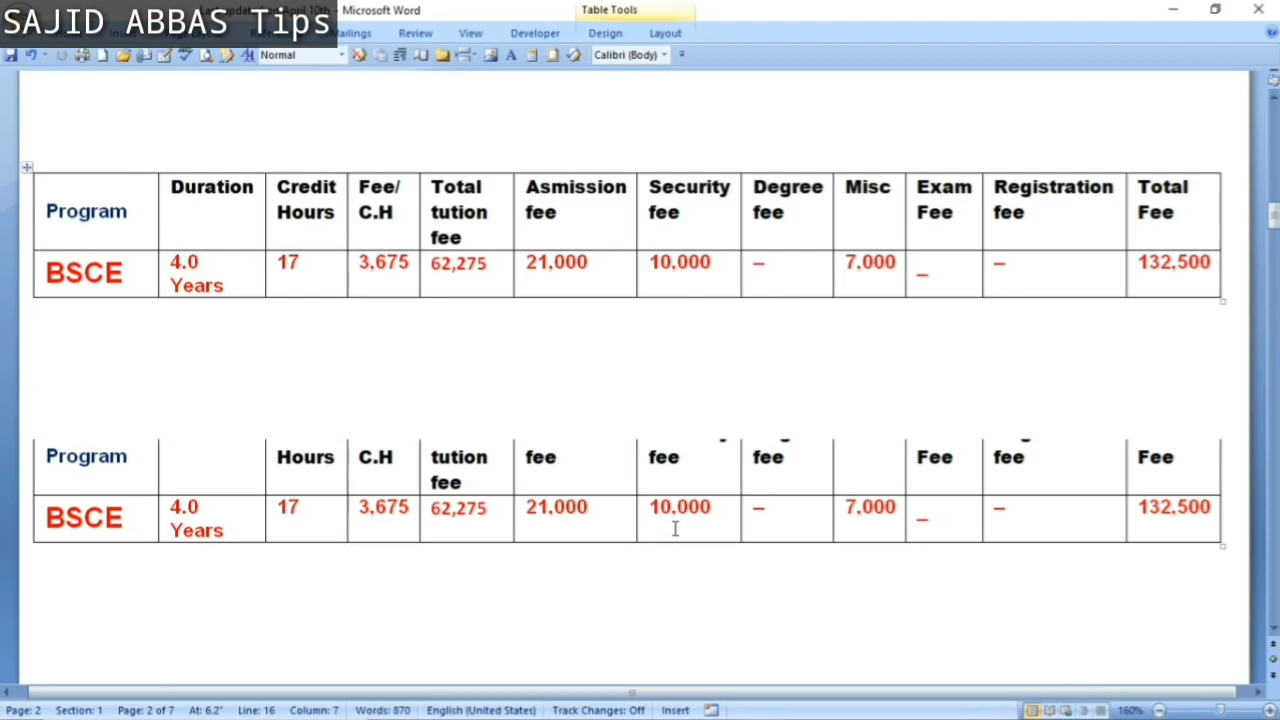 SAJID ABBAS Tips
April 10th - Microsoft Word
Table Tools
Mailings Review View Developer Design Layout
Normal Calibri (Body)
Program Duration Credit Hours Fee/ C.H Total tution fee Asmission fee Security fee Degree fee Misc Exam Fee Registration fee Total Fee
BSCE 4.0 Years 17 3,675 62,275 21,000 10,000 – 7,000 _ – 132,500
Program Hours C.H tution fee fee fee fee Fee fee Fee
BSCE 4.0 Years 17 3,675 62,275 21,000 10,000 – 7,000 _ – 132,500
Page: 2 Section: 1 Page: 2 of 7 At: 6.2" Line: 16 Column: 7 Words: 870 English (United States) Track Changes: Off Insert 160%